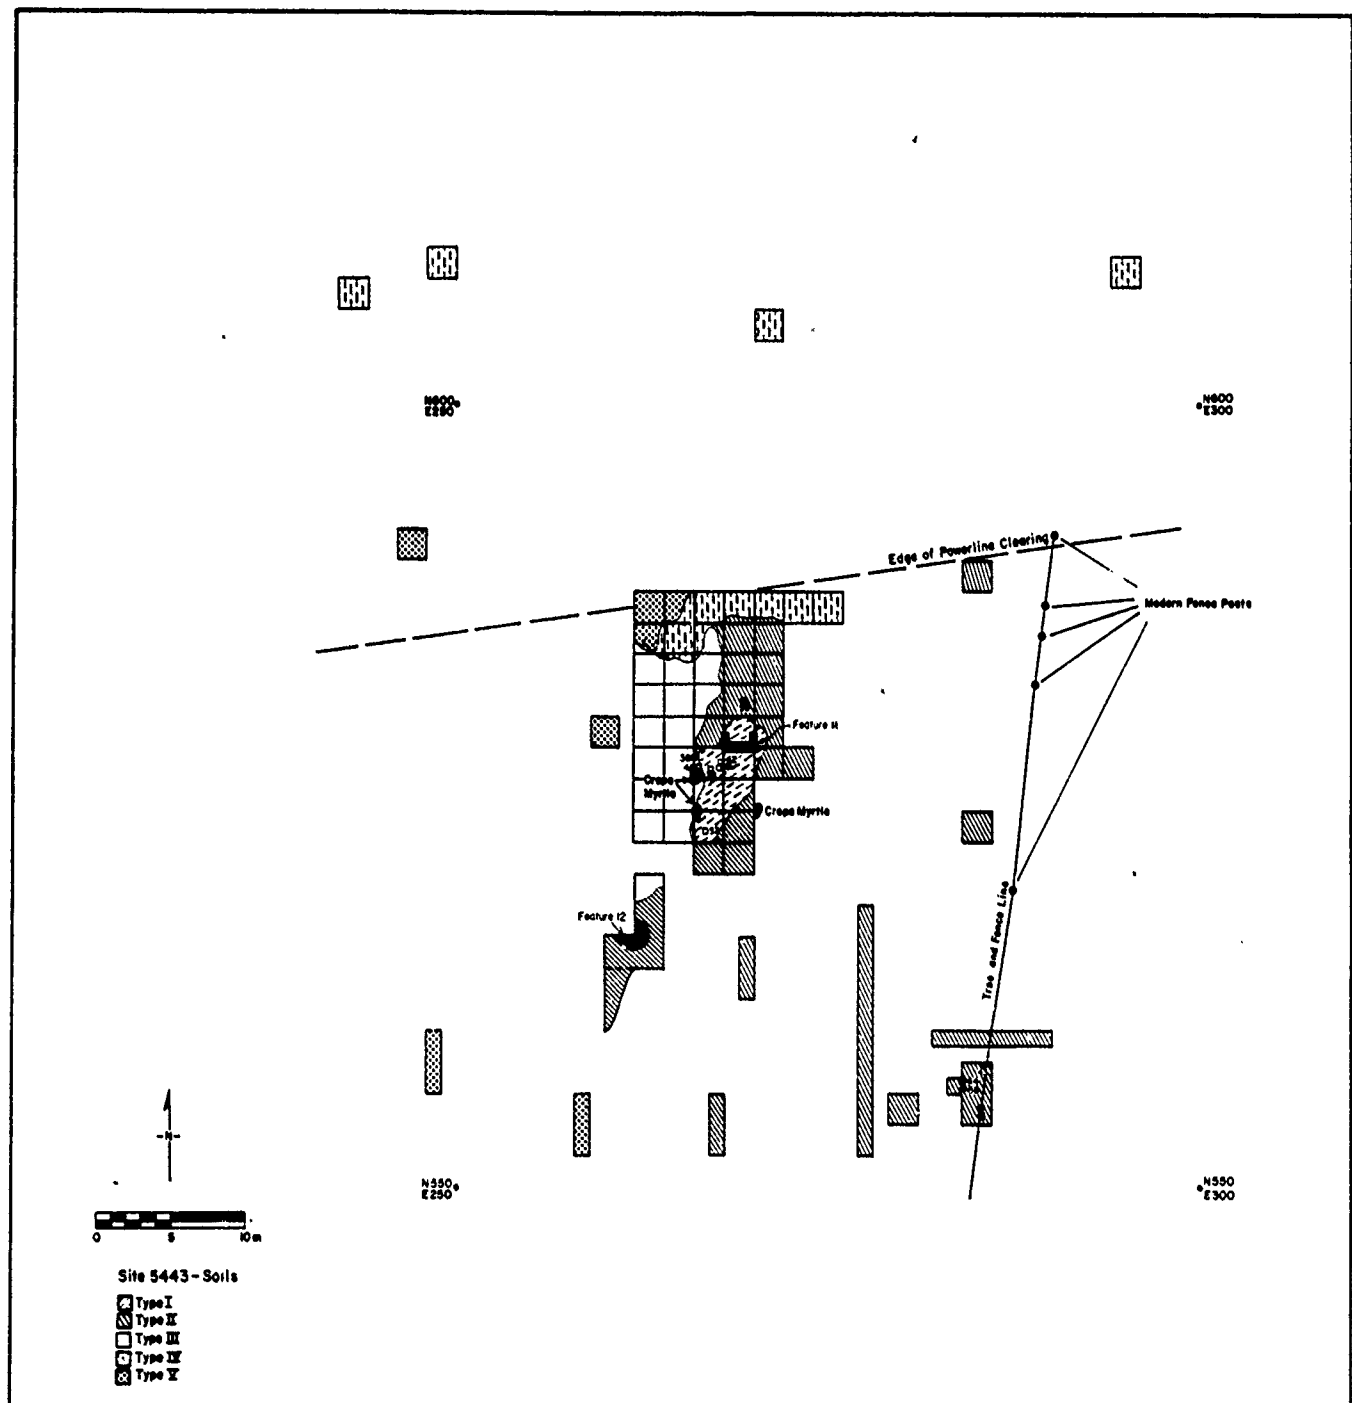 N600
E250
N600
E300
Edge of Powerline Clearing
Modern Fence Posts
Feature 11
Crepe
Myrtle
Crepe Myrtle
Feature 12
Tree and Fence Line
-N-
N550
E250
N550
E300
0 5 10m
Site 5443-Soils
Type I
Type II
Type III
Type IV
Type V